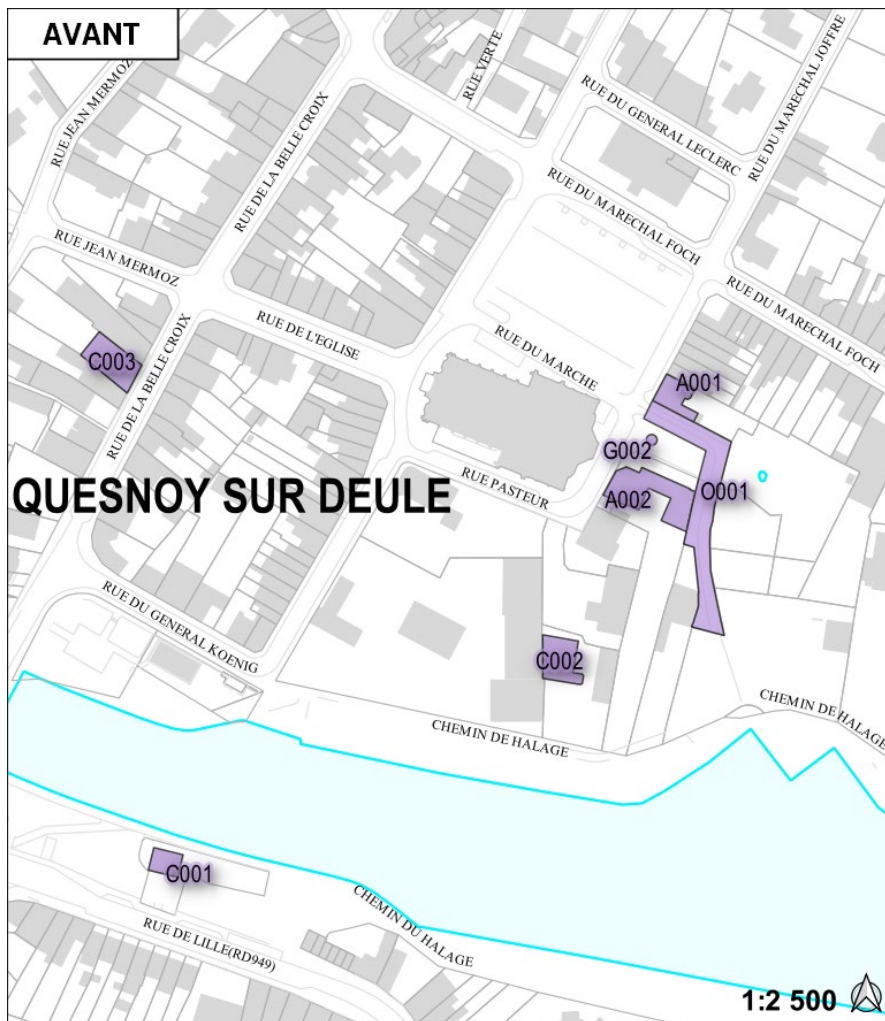 AVANT
RUE JEAN MERMOZ
RUE DE LA BELLE CROIX
RUE VERTE
RUE DU GENERAL LECLERC
RUE DU MARECHAL JOFFRE
RUE DU MARECHAL FOCH
RUE JEAN MERMOZ
RUE DE L'EGLISE
RUE DU MARCHE
RUE DU MARECHAL FOCH
C003
RUE DE LA BELLE CROIX
A001
G002
RUE PASTEUR
A002
O001
QUESNOY SUR DEULE
RUE DU GENERAL KOENIG
C002
CHEMIN DE HALAGE
CHEMIN DE HALAGE
C001
RUE DE LILLE(RD949)
CHEMIN DU HALAGE
1:2 500